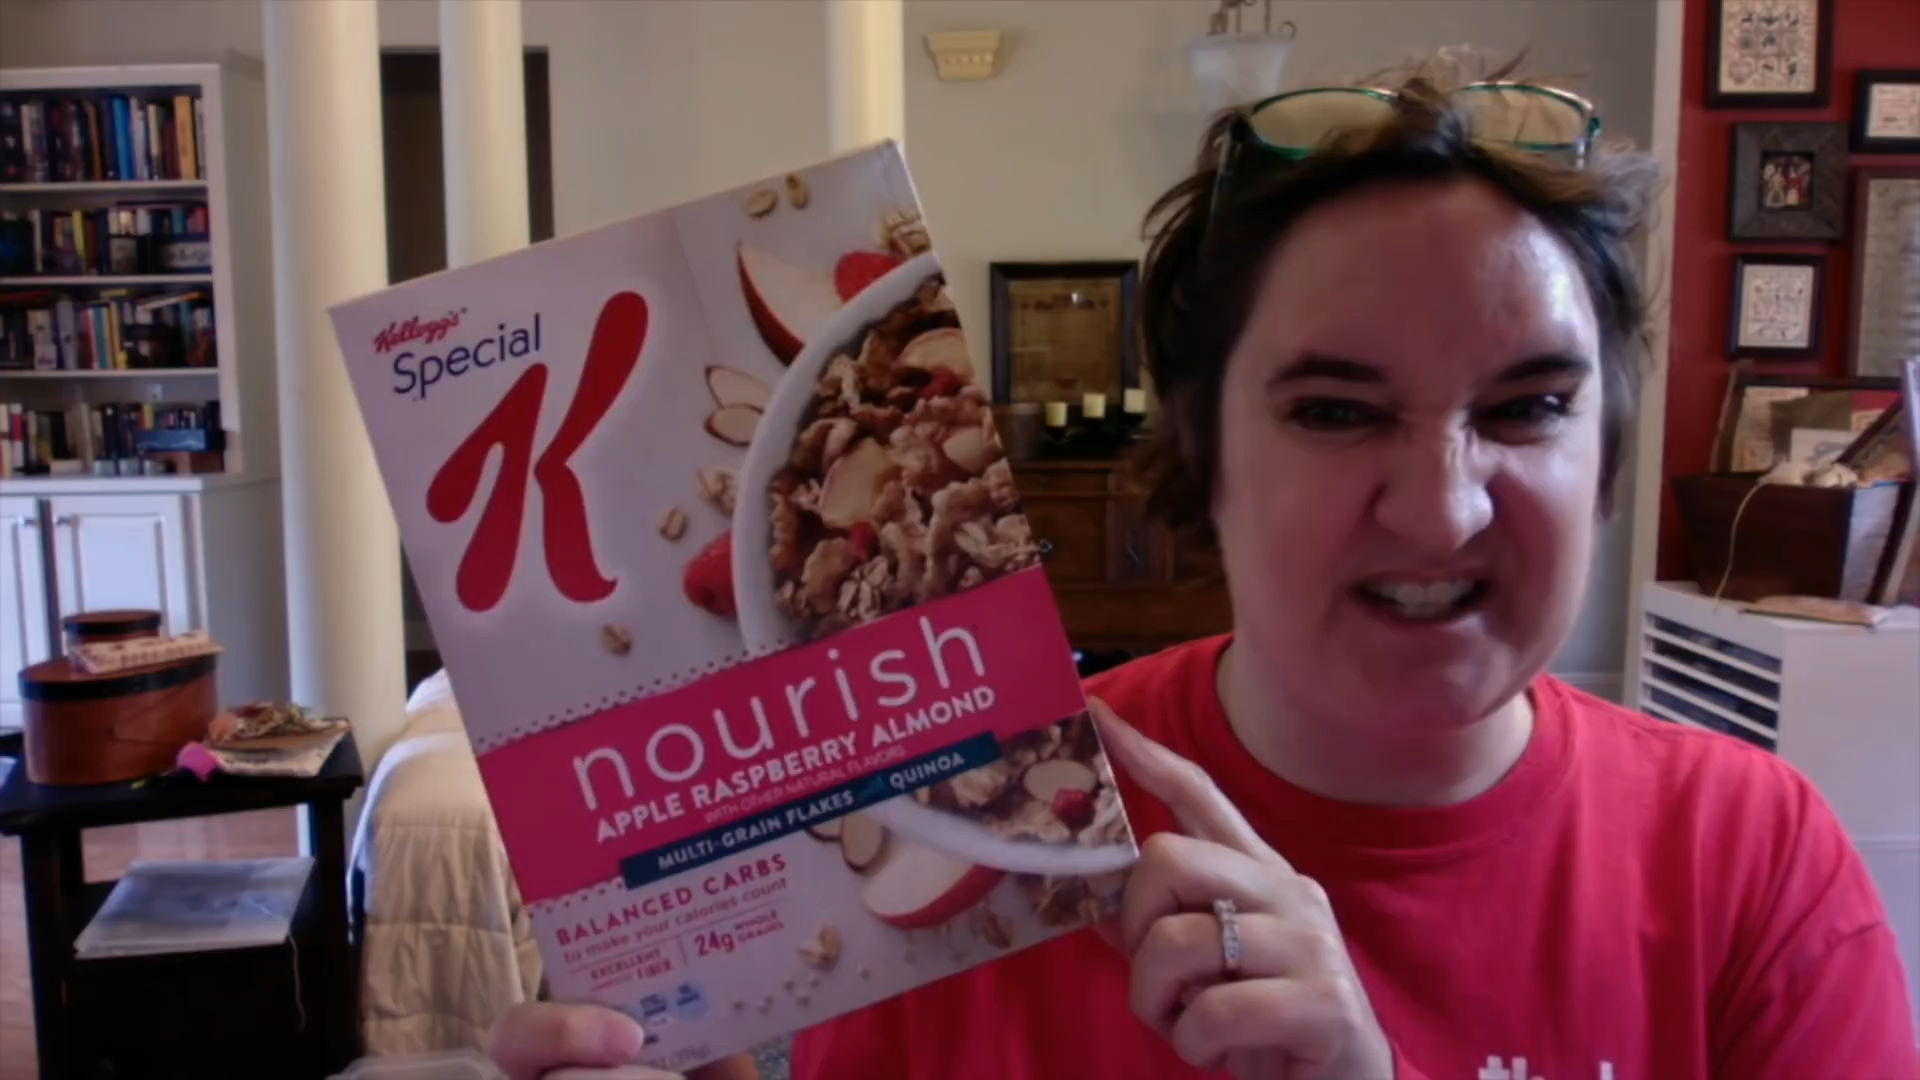 Kellogg's
Special
K
nourish
APPLE RASPBERRY ALMOND
WITH OTHER NATURAL FLAVORS
MULTI-GRAIN FLAKES QUINOA
BALANCED CARBS
to make your calories count
EXCELLENT
FIBER
24g WHOLE
GRAINS